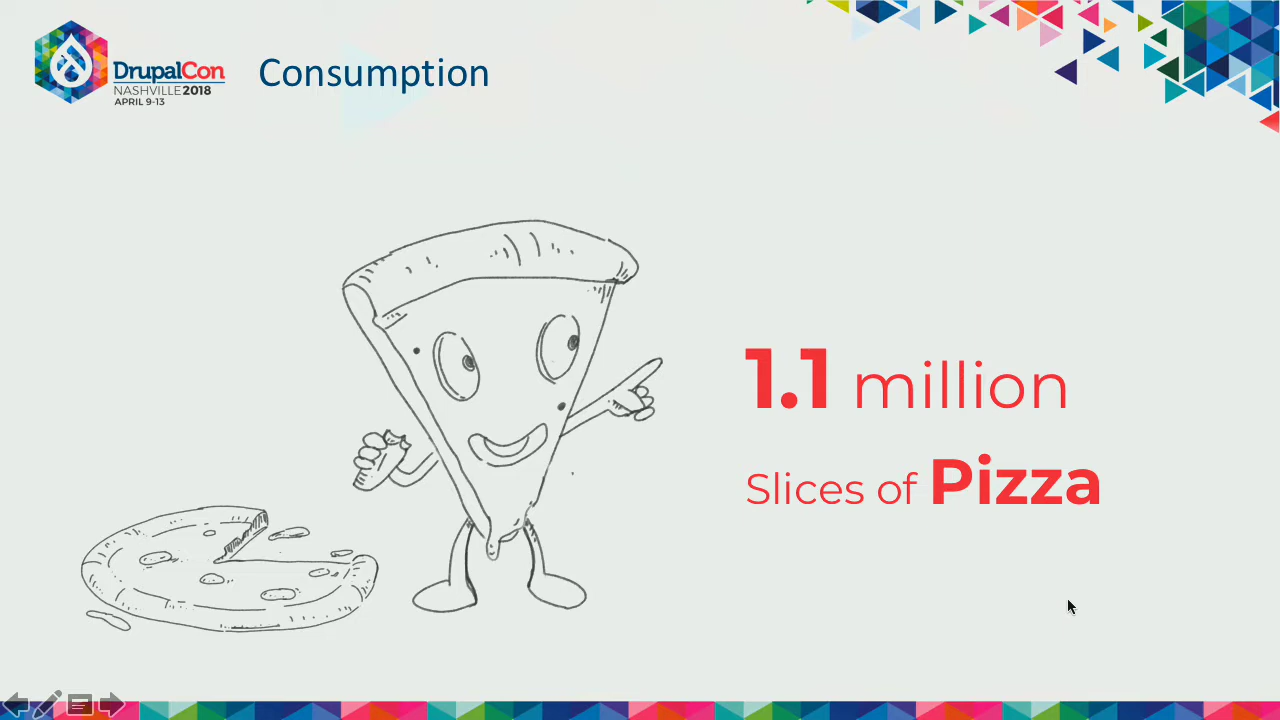 DrupalCon
NASHVILLE 2018
APRIL 9-13
Consumption
1.1 million
Slices of Pizza